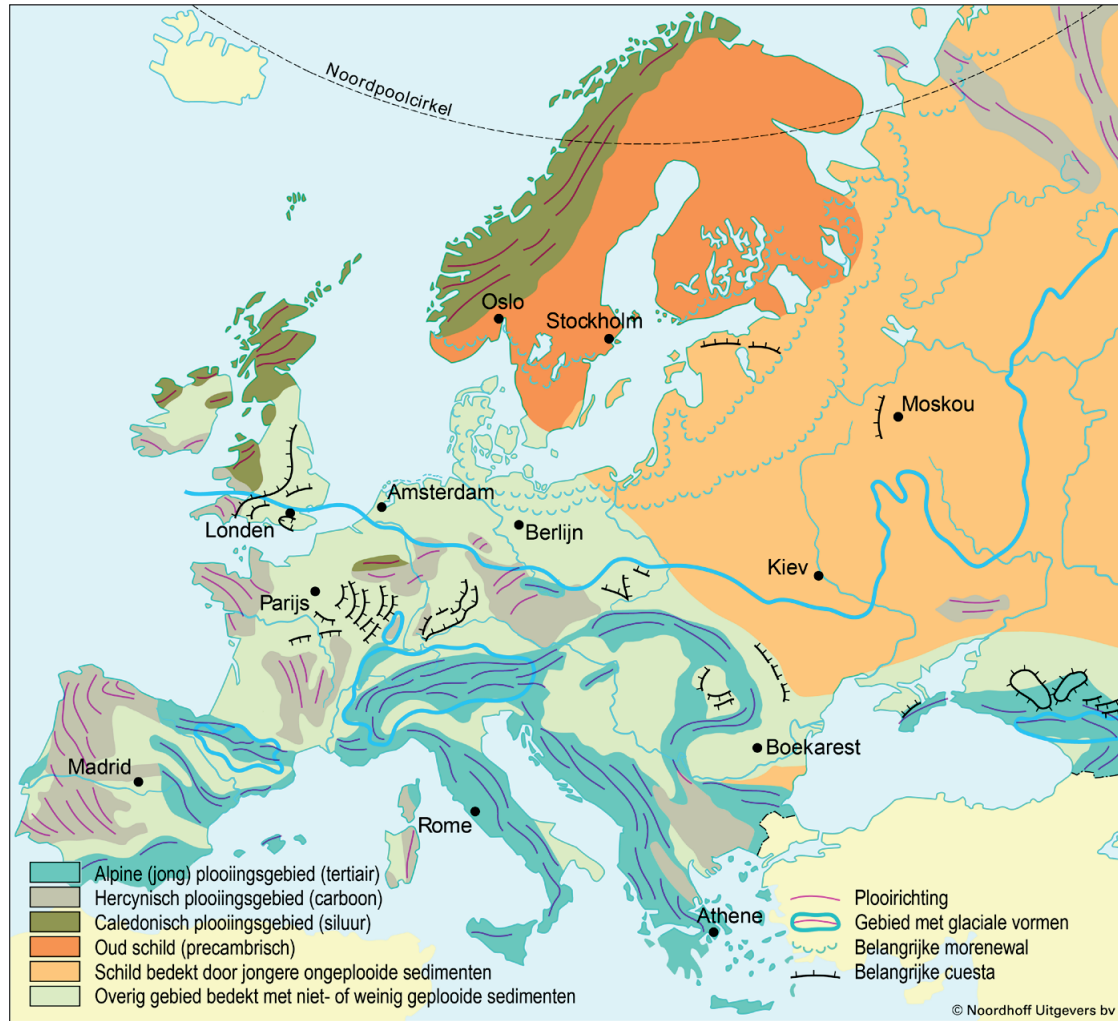 Noordpoolcirkel
Oslo
Stockholm
Moskou
Amsterdam
Londen
Berlijn
Kiev
Parijs
Boekarest
Madrid
Rome
Athene
Alpine (jong) plooiingsgebied (tertiair)
Hercynisch plooiingsgebied (carboon)
Caledonisch plooiingsgebied (siluur)
Oud schild (precambrisch)
Schild bedekt door jongere ongeplooide sedimenten
Overig gebied bedekt met niet- of weinig geplooide sedimenten
Plooirichting
Gebied met glaciale vormen
Belangrijke morenewal
Belangrijke cuesta
© Noordhoff Uitgevers bv